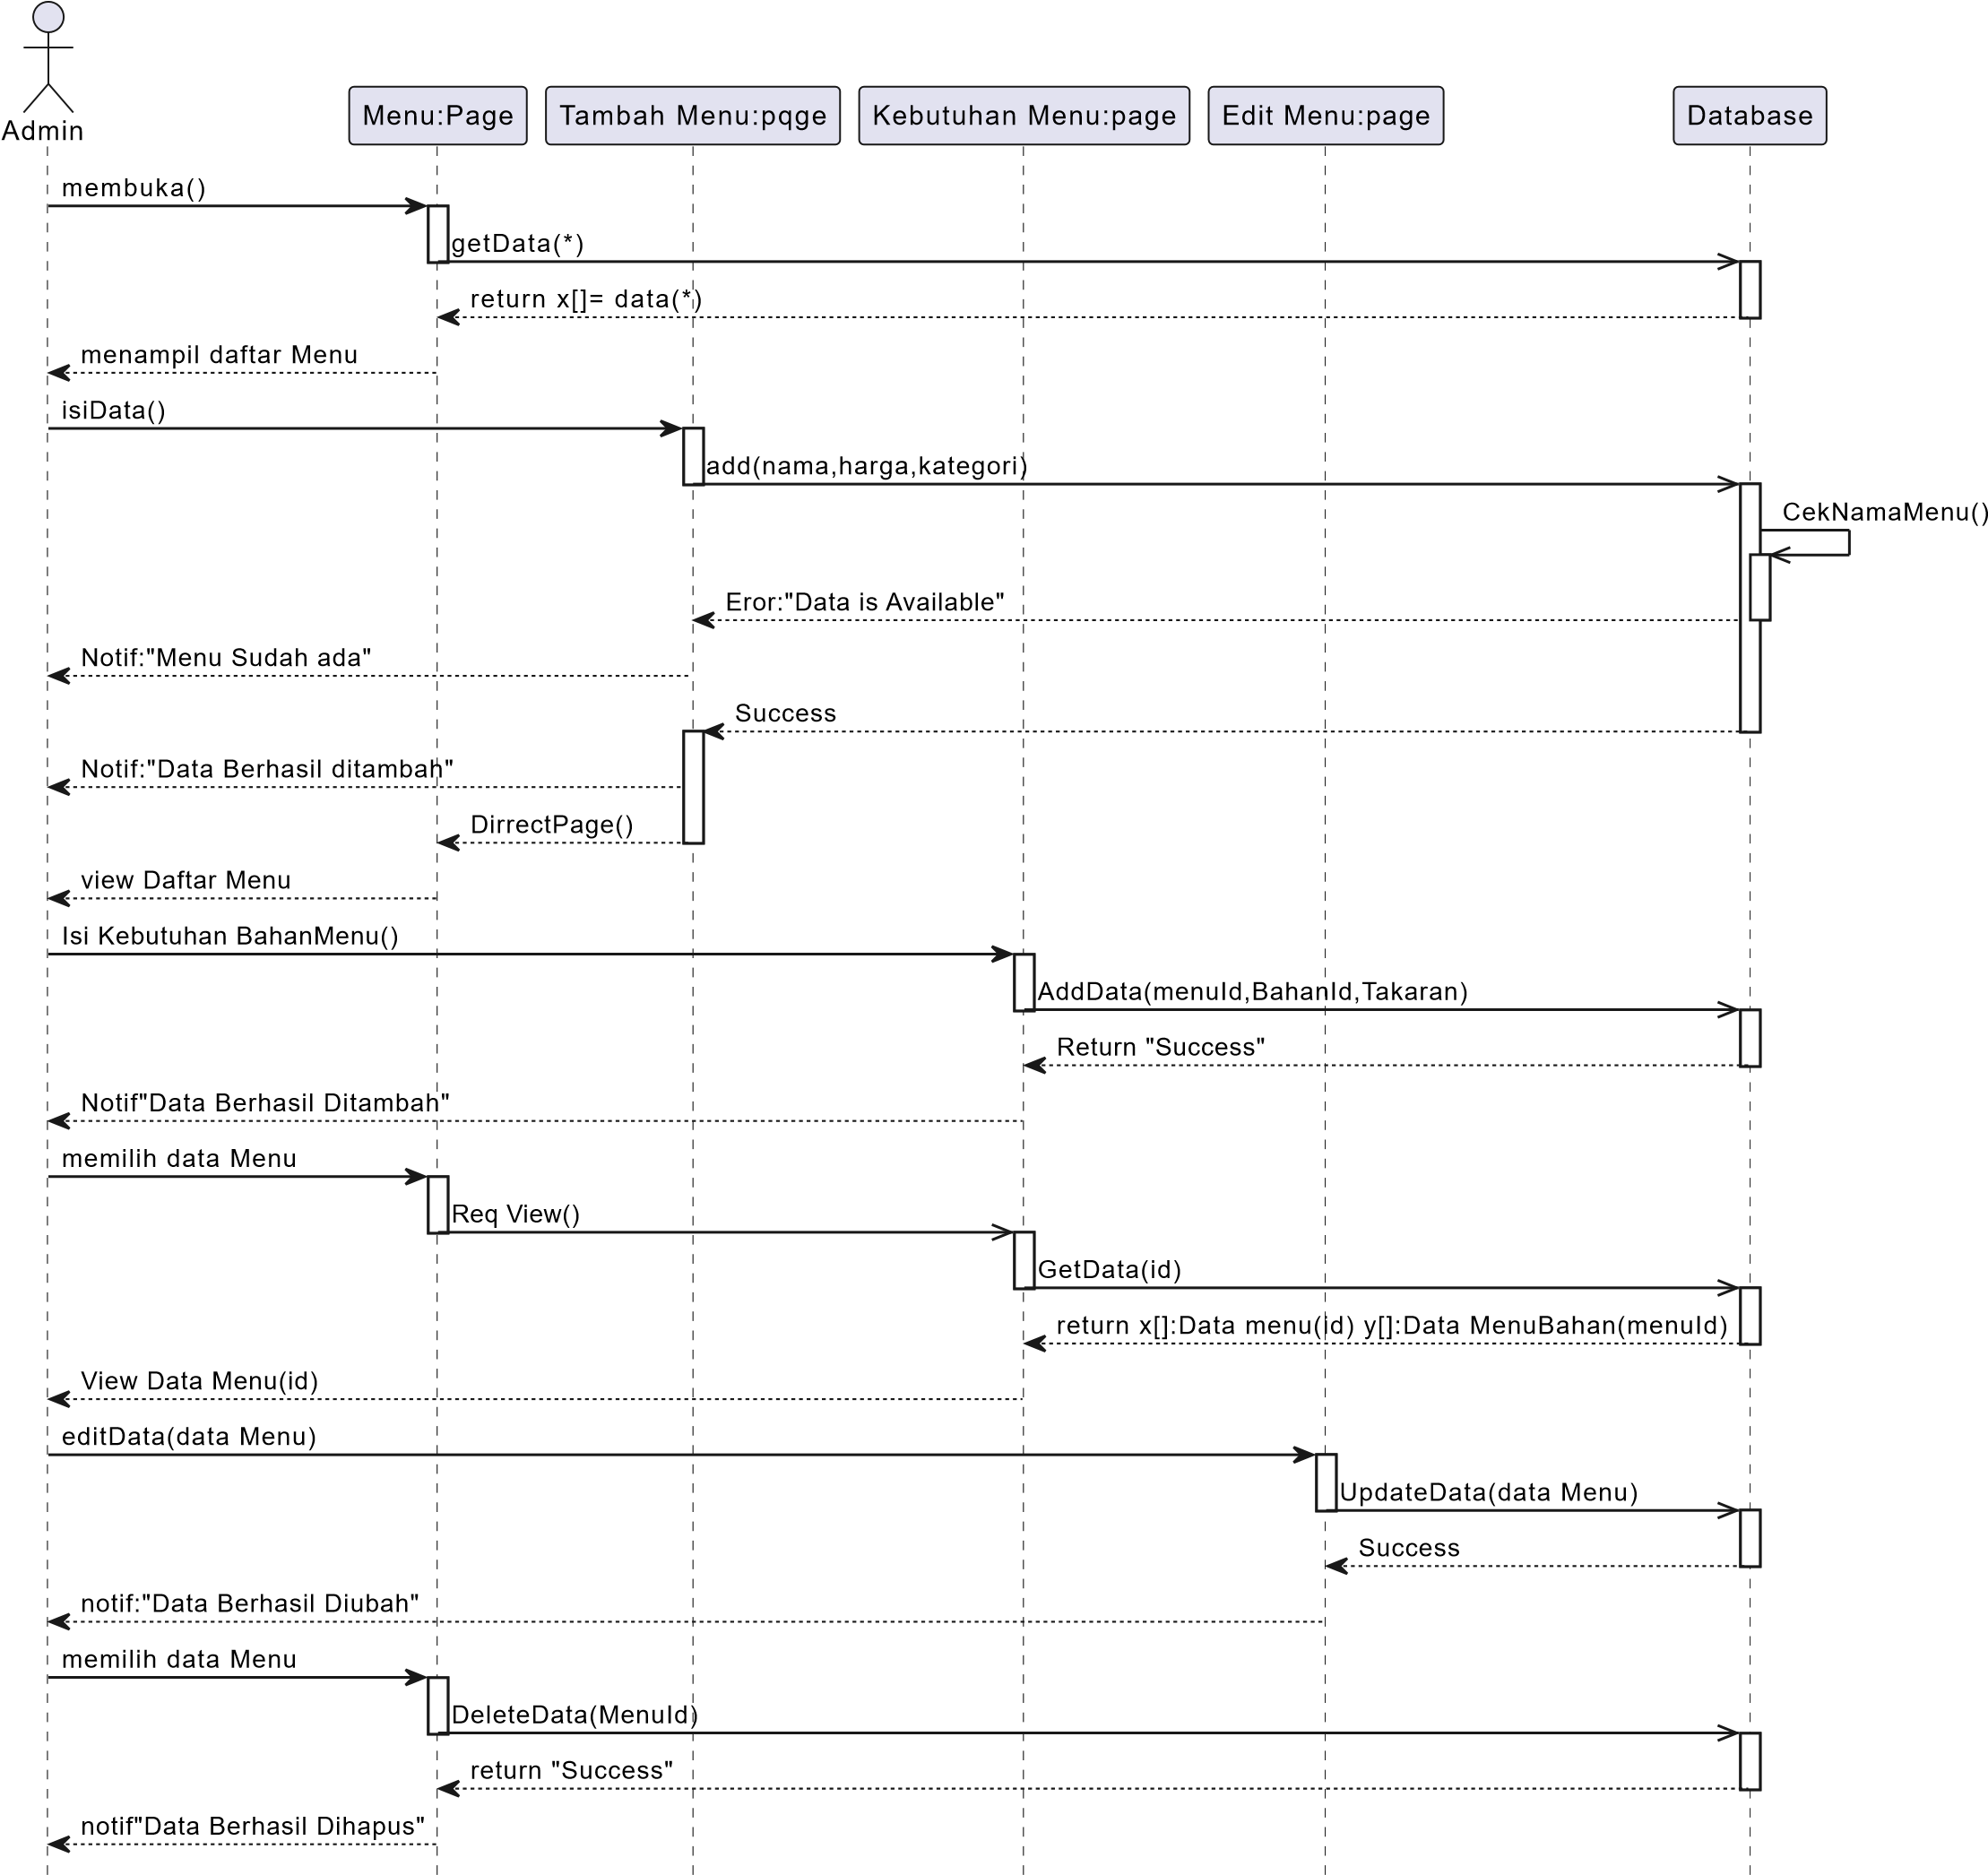 Admin
Menu:Page
Tambah Menu:pqge
Kebutuhan Menu:page
Edit Menu:page
Database
membuka()
getData(*)
return x[]= data(*)
menampil daftar Menu
isiData()
add(nama,harga,kategori)
CekNamaMenu()
Eror:"Data is Available"
Notif:"Menu Sudah ada"
Success
Notif:"Data Berhasil ditambah"
DirrectPage()
view Daftar Menu
Isi Kebutuhan BahanMenu()
AddData(menuId,BahanId,Takaran)
Return "Success"
Notif"Data Berhasil Ditambah"
memilih data Menu
Req View()
GetData(id)
return x[]:Data menu(id) y[]:Data MenuBahan(menuId)
View Data Menu(id)
editData(data Menu)
UpdateData(data Menu)
Success
notif:"Data Berhasil Diubah"
memilih data Menu
DeleteData(MenuId)
return "Success"
notif"Data Berhasil Dihapus"